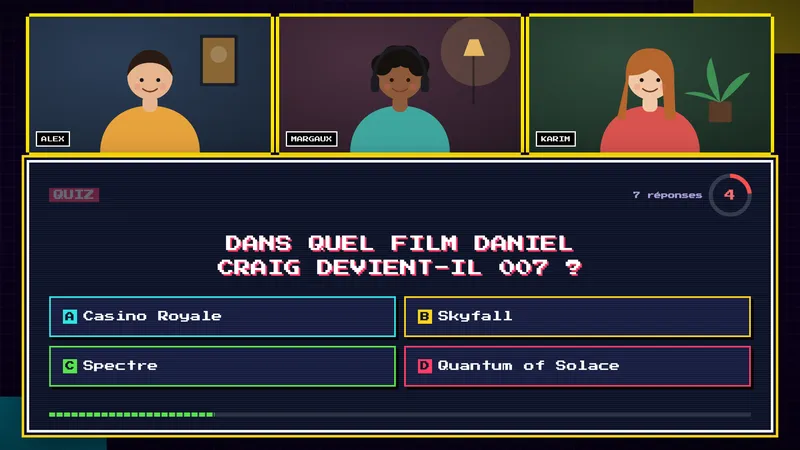 ALEX
MARGAUX
KARIM
QUIZ
7 réponses
4
DANS QUEL FILM DANIEL
CRAIG DEVIENT-IL 007 ?
A Casino Royale
B Skyfall
C Spectre
D Quantum of Solace